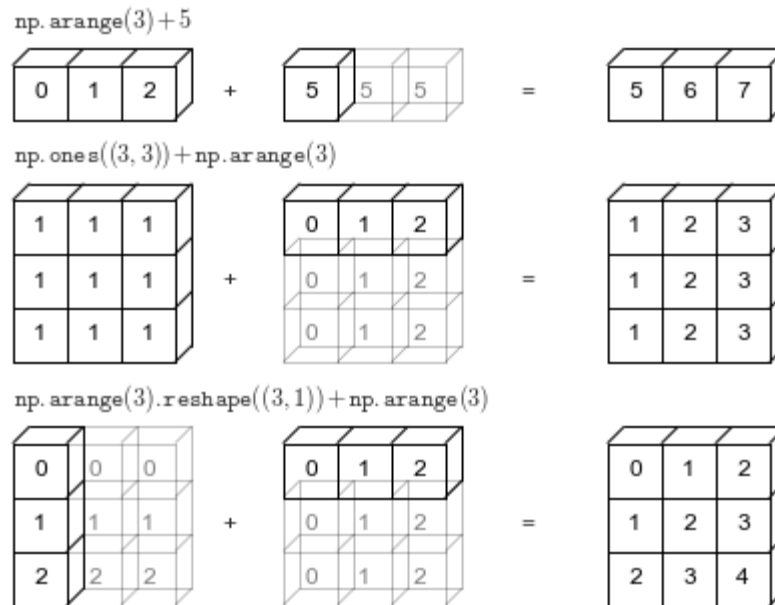 np.arange(3)+5
0 1 2 + 5 5 5 = 5 6 7
np.ones((3, 3))+np.arange(3)
1 1 1 0 1 2 1 2 3
1 1 1 + 0 1 2 = 1 2 3
1 1 1 0 1 2 1 2 3
np.arange(3).reshape((3, 1))+np.arange(3)
0 0 0 0 1 2 0 1 2
1 1 1 + 0 1 2 = 1 2 3
2 2 2 0 1 2 2 3 4